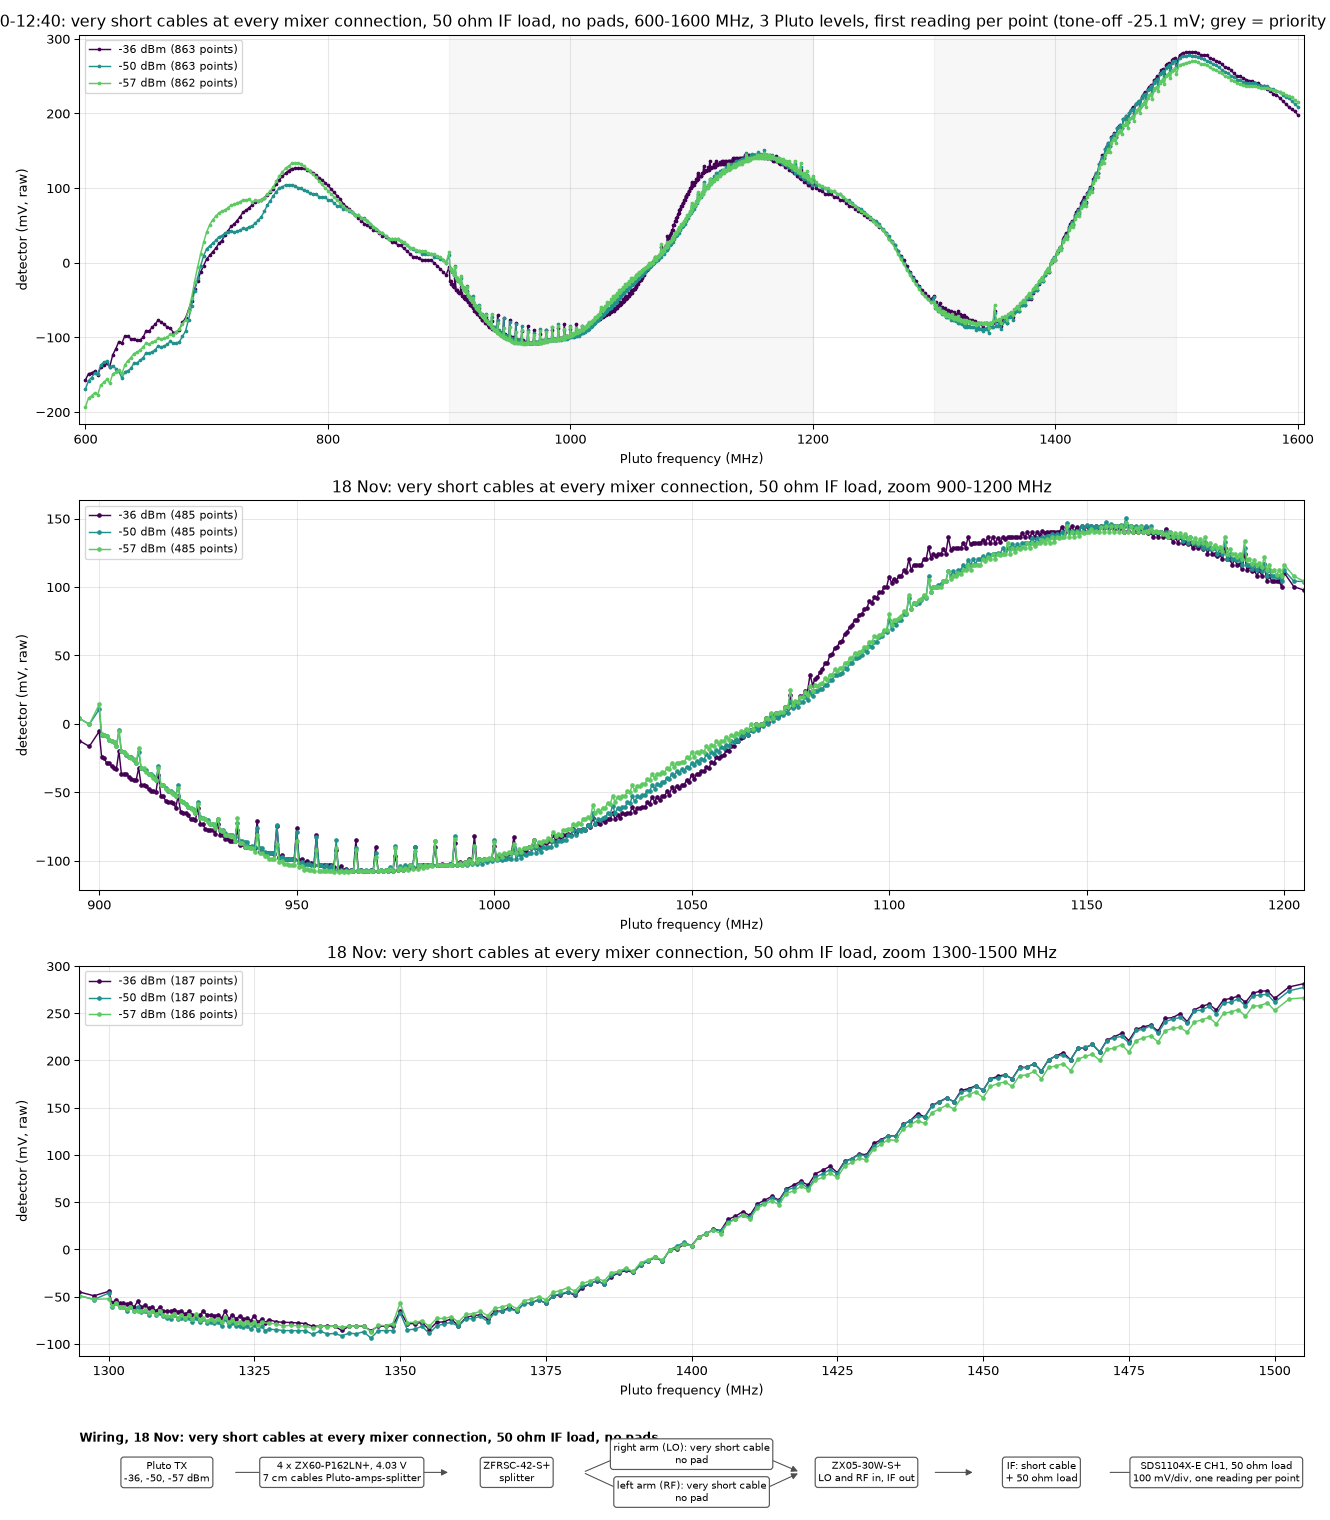 0-12:40: very short cables at every mixer connection, 50 ohm IF load, no pads, 600-1600 MHz, 3 Pluto levels, first reading per point (tone-off -25.1 mV; grey = priority
-36 dBm (863 points)
-50 dBm (863 points)
-57 dBm (862 points)
detector (mV, raw)
300
200
100
0
−100
−200
600
800
1000
1200
1400
1600
Pluto frequency (MHz)
18 Nov: very short cables at every mixer connection, 50 ohm IF load, zoom 900-1200 MHz
-36 dBm (485 points)
-50 dBm (485 points)
-57 dBm (485 points)
detector (mV, raw)
150
100
50
0
−50
−100
900
950
1000
1050
1100
1150
1200
Pluto frequency (MHz)
18 Nov: very short cables at every mixer connection, 50 ohm IF load, zoom 1300-1500 MHz
-36 dBm (187 points)
-50 dBm (187 points)
-57 dBm (186 points)
detector (mV, raw)
300
250
200
150
100
50
0
−50
−100
1300
1325
1350
1375
1400
1425
1450
1475
1500
Pluto frequency (MHz)
Wiring, 18 Nov: very short cables at every mixer connection, 50 ohm IF load, no pads
Pluto TX
-36, -50, -57 dBm
4 x ZX60-P162LN+, 4.03 V
7 cm cables Pluto-amps-splitter
ZFRSC-42-S+
splitter
right arm (LO): very short cable
no pad
left arm (RF): very short cable
no pad
ZX05-30W-S+
LO and RF in, IF out
IF: short cable
+ 50 ohm load
SDS1104X-E CH1, 50 ohm load
100 mV/div, one reading per point